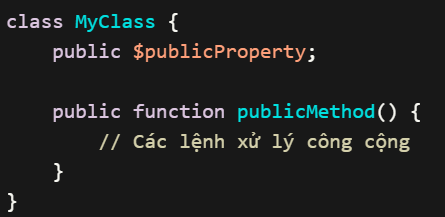 class MyClass {
    public $publicProperty;

    public function publicMethod() {
        // Các lệnh xử lý công cộng
    }
}